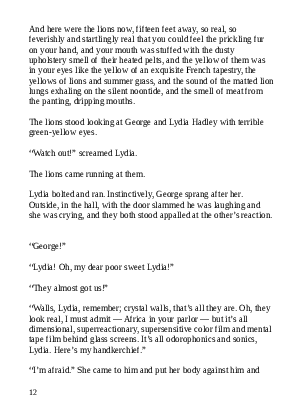 And here were the lions now, fifteen feet away, so real, so
feverishly and startlingly real that you could feel the prickling fur
on your hand, and your mouth was stuffed with the dusty
upholstery smell of their heated pelts, and the yellow of them was
in your eyes like the yellow of an exquisite French tapestry, the
yellows of lions and summer grass, and the sound of the matted lion
lungs exhaling on the silent noontide, and the smell of meat from
the panting, dripping mouths.
The lions stood looking at George and Lydia Hadley with terrible
green-yellow eyes.
“Watch out!” screamed Lydia.
The lions came running at them.
Lydia bolted and ran. Instinctively, George sprang after her.
Outside, in the hall, with the door slammed he was laughing and
she was crying, and they both stood appalled at the other’s reaction.
“George!”
“Lydia! Oh, my dear poor sweet Lydia!”
“They almost got us!”
“Walls, Lydia, remember; crystal walls, that’s all they are. Oh, they
look real, I must admit — Africa in your parlor — but it’s all
dimensional, superreactionary, supersensitive color film and mental
tape film behind glass screens. It’s all odorophonics and sonics,
Lydia. Here’s my handkerchief.”
“I’m afraid.” She came to him and put her body against him and
12